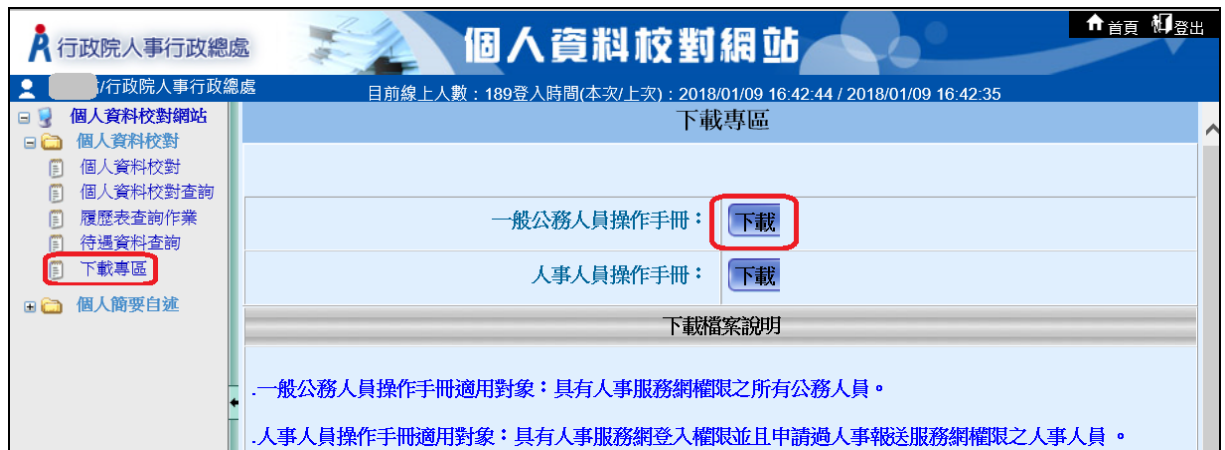 行政院人事行政總處
個人資料校對網站
首頁 登出
/行政院人事行政總處
目前線上人數：189登入時間(本次/上次)：2018/01/09 16:42:44 / 2018/01/09 16:42:35
個人資料校對網站
個人資料校對
個人資料校對
個人資料校對查詢
履歷表查詢作業
待遇資料查詢
下載專區
個人簡要自述
下載專區
一般公務人員操作手冊： 下載
人事人員操作手冊： 下載
下載檔案說明
.一般公務人員操作手冊適用對象：具有人事服務網權限之所有公務人員。
.人事人員操作手冊適用對象：具有人事服務網登入權限並且申請過人事報送服務網權限之人事人員 。